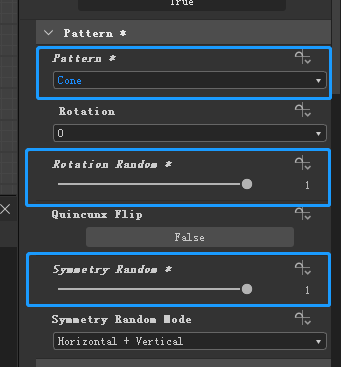 True
Pattern *
Pattern *
Cone
Rotation
0
Rotation Random *
1
Quincunx Flip
False
Symmetry Random *
1
Symmetry Random Mode
Horizontal + Vertical